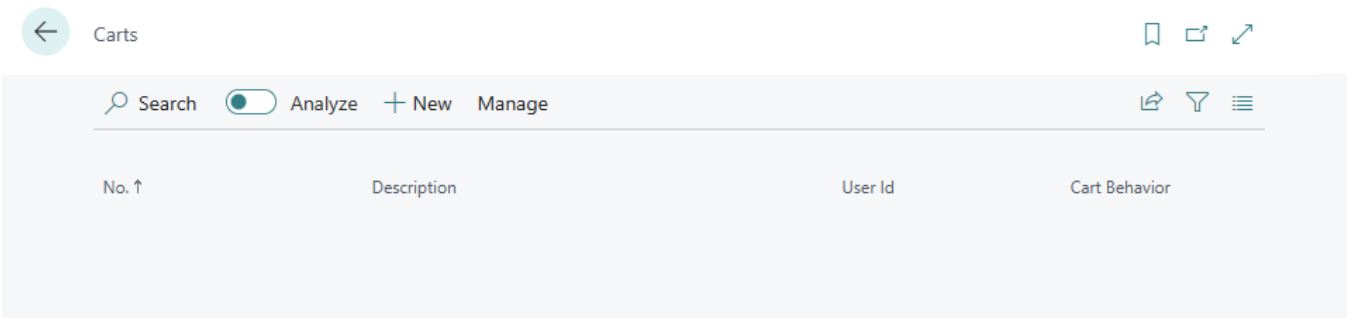 Carts
Search Analyze New Manage
No. ↑ Description User Id Cart Behavior